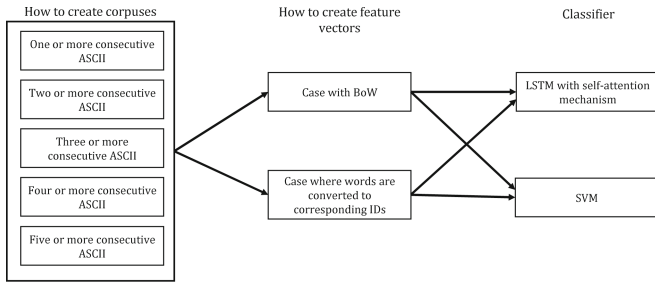 How to create corpuses
One or more consecutive
ASCII
Two or more consecutive
ASCII
Three or more
consecutive ASCII
Four or more consecutive
ASCII
Five or more consecutive
ASCII
How to create feature
vectors
Case with BoW
Case where words are
converted to
corresponding IDs
Classifier
LSTM with self-attention
mechanism
SVM